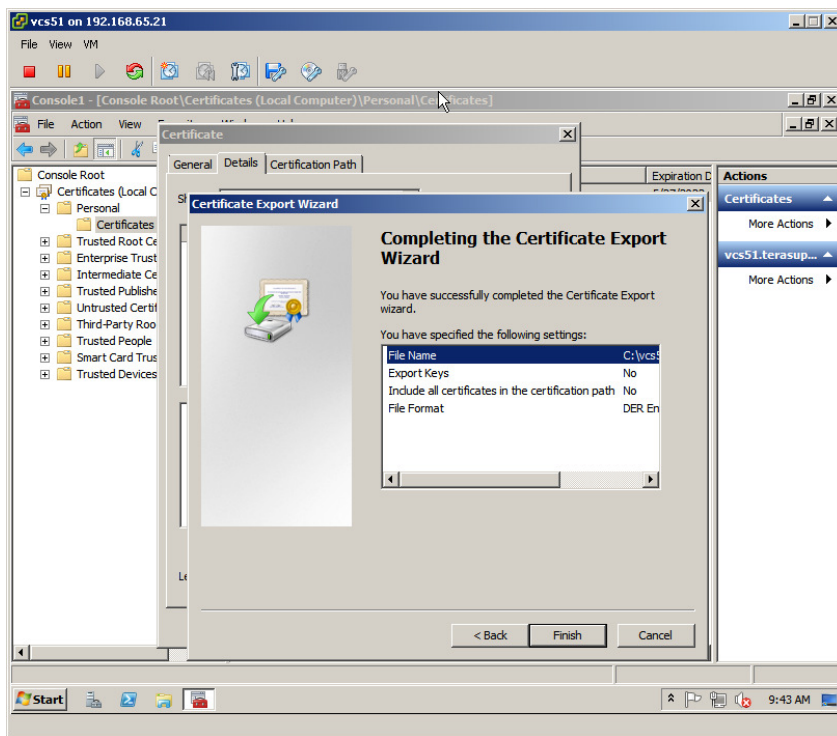 vcs51 on 192.168.65.21
File View VM
Console1 - [Console Root\Certificates (Local Computer)\Personal\Certificates]
File Action View
Certificate
General Details Certification Path
Console Root
Certificates (Local C
Personal
Certificates
Trusted Root Ce
Enterprise Trust
Intermediate Ce
Trusted Publishe
Untrusted Certif
Third-Party Roo
Trusted People
Smart Card Trus
Trusted Devices
Certificate Export Wizard
Completing the Certificate Export
Wizard
You have successfully completed the Certificate Export
wizard.
You have specified the following settings:
File Name C:\vcs5
Export Keys No
Include all certificates in the certification path No
File Format DER En
< Back Finish Cancel
Expiration D
Actions
Certificates
More Actions
vcs51.terasup...
More Actions
Start
9:43 AM